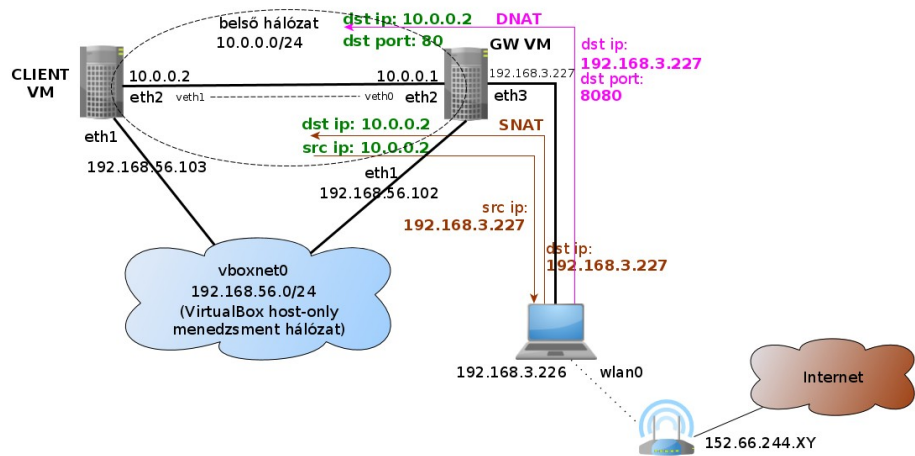 belső hálózat
10.0.0.0/24
dst ip: 10.0.0.2
DNAT
dst port: 80
GW VM
dst ip:
192.168.3.227
dst port:
8080
CLIENT
VM
10.0.0.2
10.0.0.1
192.168.3.227
eth2
veth1
veth0
eth2
eth3
dst ip: 10.0.0.2
SNAT
src ip: 10.0.0.2
eth1
192.168.56.103
eth1
192.168.56.102
src ip:
192.168.3.227
dst ip:
192.168.3.227
vboxnet0
192.168.56.0/24
(VirtualBox host-only
menedzsment hálózat)
192.168.3.226
wlan0
Internet
152.66.244.XY